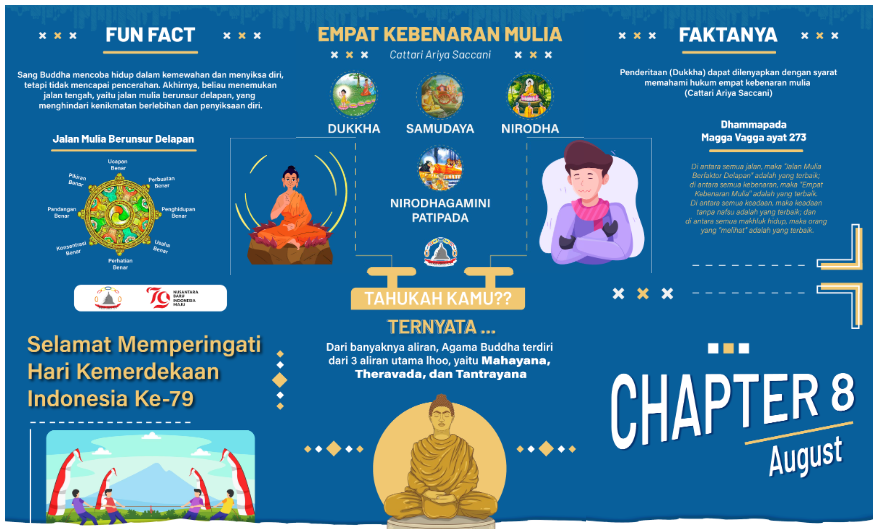 FUN FACT
Sang Buddha mencoba hidup dalam kemewahan dan menyiksa diri,
tetapi tidak mencapai pencerahan. Akhirnya, beliau menemukan
jalan tengah, yaitu jalan mulia berunsur delapan, yang
menghindari kenikmatan berlebihan dan penyiksaan diri.
Jalan Mulia Berunsur Delapan
Ucapan
Benar
Perbuatan
Benar
Penghidupan
Benar
Usaha
Benar
Perhatian
Benar
Konsentrasi
Benar
Pandangan
Benar
Pikiran
Benar
79
NUSANTARA
BARU
INDONESIA
MAJU
EMPAT KEBENARAN MULIA
Cattari Ariya Saccani
DUKKHA
SAMUDAYA
NIRODHA
NIRODHAGAMINI
PATIPADA
FAKTANYA
Penderitaan (Dukkha) dapat dilenyapkan dengan syarat
memahami hukum empat kebenaran mulia
(Cattari Ariya Saccani)
Dhammapada
Magga Vagga ayat 273
Di antara semua jalan, maka "Jalan Mulia
Berfaktor Delapan" adalah yang terbaik;
di antara semua kebenaran, maka "Empat
Kebenaran Mulia" adalah yang terbaik.
Di antara semua keadaan, maka keadaan
tanpa nafsu adalah yang terbaik; dan
di antara semua makhluk hidup, maka orang
yang "melihat" adalah yang terbaik.
TAHUKAH KAMU??
TERNYATA ...
Dari banyaknya aliran, Agama Buddha terdiri
dari 3 aliran utama lhoo, yaitu Mahayana,
Theravada, dan Tantrayana
Selamat Memperingati
Hari Kemerdekaan
Indonesia Ke-79
CHAPTER 8
August